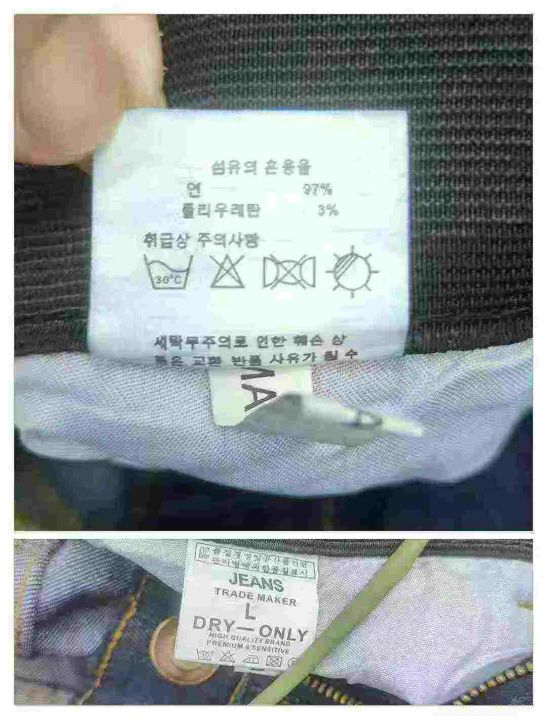 섬유의 혼용율
면 97%
폴리우레탄 3%
취급상 주의사항
30°C
세탁부주의로 인한 훼손 상
품은 교환 반품 사유가 될 수
MA
JEANS
TRADE MAKER
L
DRY—ONLY
HIGH QUALITY BRAND
PREMIUM & SENSITIVE